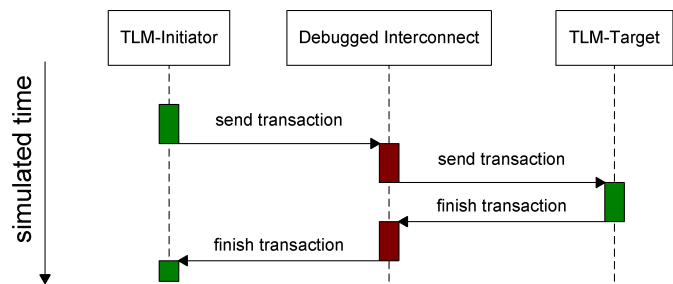 TLM-Initiator
Debugged Interconnect
TLM-Target
simulated time
send transaction
send transaction
finish transaction
finish transaction